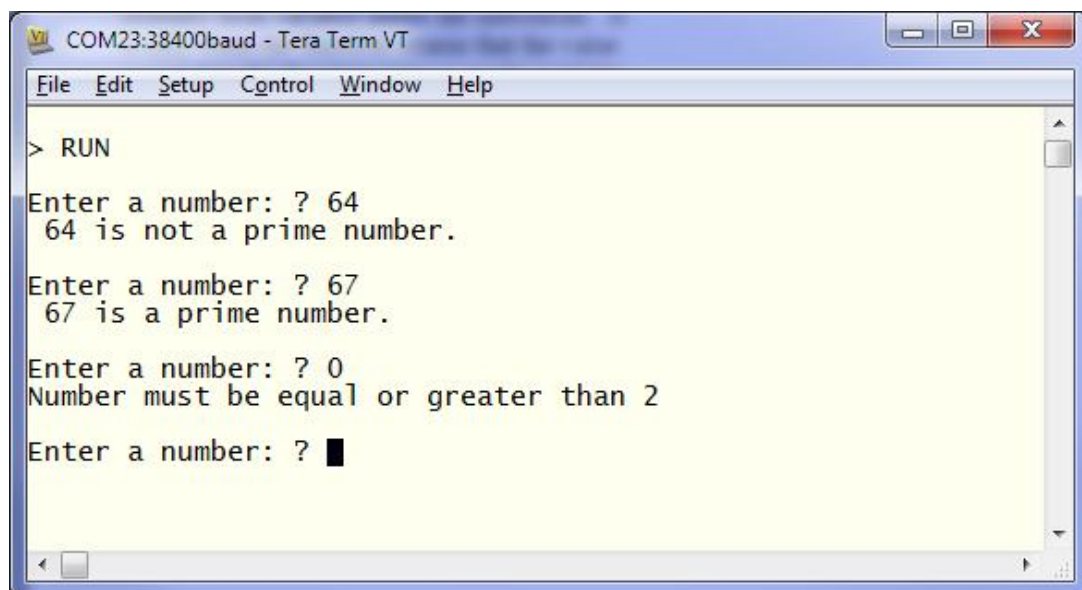 COM23:38400baud - Tera Term VT
File Edit Setup Control Window Help
> RUN
Enter a number: ? 64
64 is not a prime number.
Enter a number: ? 67
67 is a prime number.
Enter a number: ? 0
Number must be equal or greater than 2
Enter a number: ?